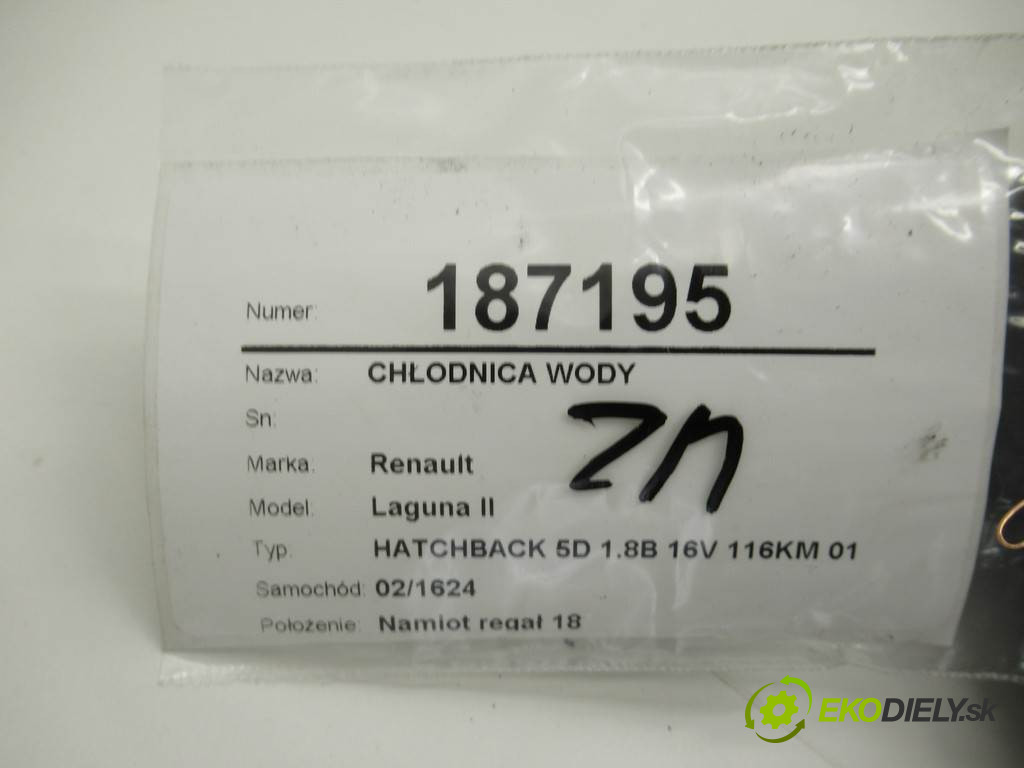 Numer: 187195
Nazwa: CHŁODNICA WODY
Sn:
ZN
Marka: Renault
Model: Laguna II
Typ: HATCHBACK 5D 1.8B 16V 116KM 01
Samochód: 02/1624
Położenie: Namiot regał 18
EKODIELY.sk